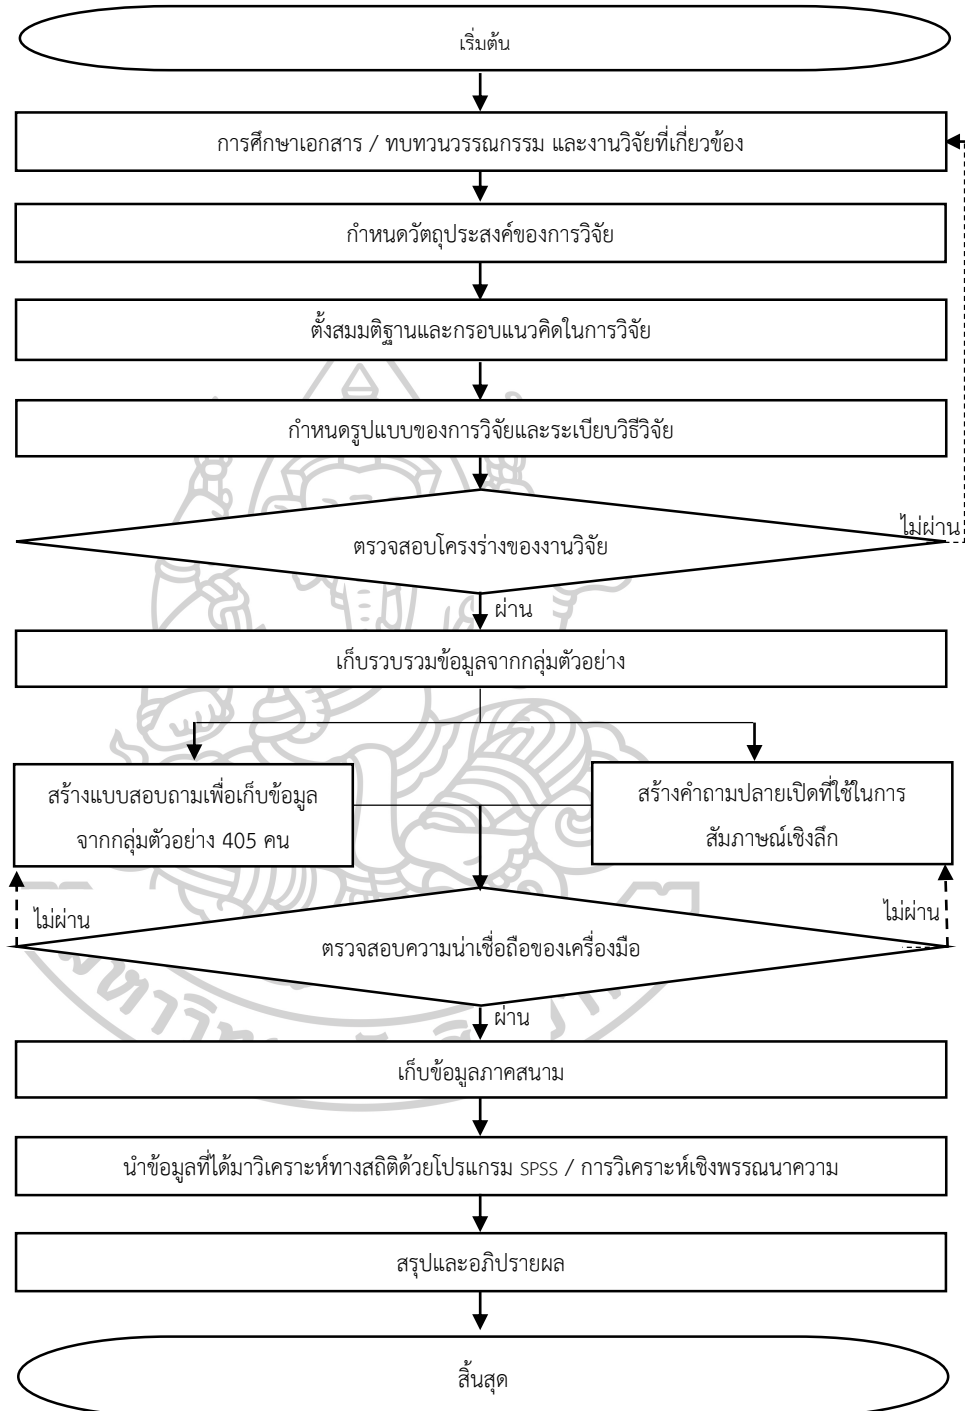 เริ่มต้น
การศึกษาเอกสาร / ทบทวนวรรณกรรม และงานวิจัยที่เกี่ยวข้อง
กำหนดวัตถุประสงค์ของการวิจัย
ตั้งสมมติฐานและกรอบแนวคิดในการวิจัย
กำหนดรูปแบบของการวิจัยและระเบียบวิธีวิจัย
ไม่ผ่าน
ตรวจสอบโครงร่างของงานวิจัย
ผ่าน
เก็บรวบรวมข้อมูลจากกลุ่มตัวอย่าง
สร้างแบบสอบถามเพื่อเก็บข้อมูล
จากกลุ่มตัวอย่าง 405 คน
สร้างคำถามปลายเปิดที่ใช้ในการ
สัมภาษณ์เชิงลึก
ไม่ผ่าน
ไม่ผ่าน
ตรวจสอบความน่าเชื่อถือของเครื่องมือ
ผ่าน
เก็บข้อมูลภาคสนาม
นำข้อมูลที่ได้มาวิเคราะห์ทางสถิติด้วยโปรแกรม SPSS / การวิเคราะห์เชิงพรรณนาความ
สรุปและอภิปรายผล
สิ้นสุด